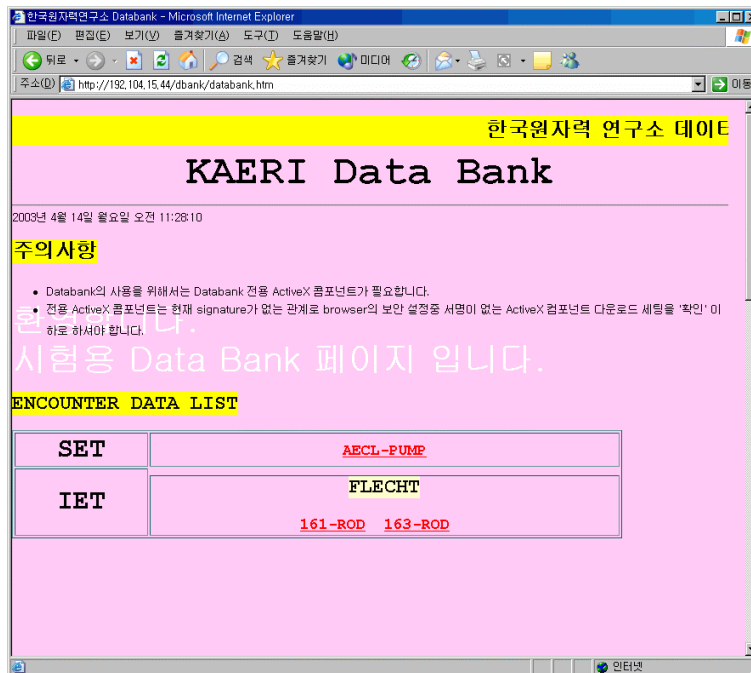 한국원자력연구소 Databank - Microsoft Internet Explorer
파일(F) 편집(E) 보기(V) 즐겨찾기(A) 도구(T) 도움말(H)
뒤로 검색 즐겨찾기 미디어
주소(D) http://192,104,15,44/dbank/databank,htm 이동
한국원자력 연구소 데이터
KAERI Data Bank
2003년 4월 14일 월요일 오전 11:28:10
주의사항
Databank의 사용을 위해서는 Databank 전용 ActiveX 콤포넌트가 필요합니다.
전용 ActiveX 콤포넌트는 현재 signature가 없는 관계로 browser의 보안 설정중 서명이 없는 ActiveX 컴포넌트 다운로드 세팅을 '확인' 이
하로 하셔야 합니다.
환영합니다.
시험용 Data Bank 페이지 입니다.
ENCOUNTER DATA LIST
SET AECL-PUMP
IET FLECHT
161-ROD 163-ROD
인터넷